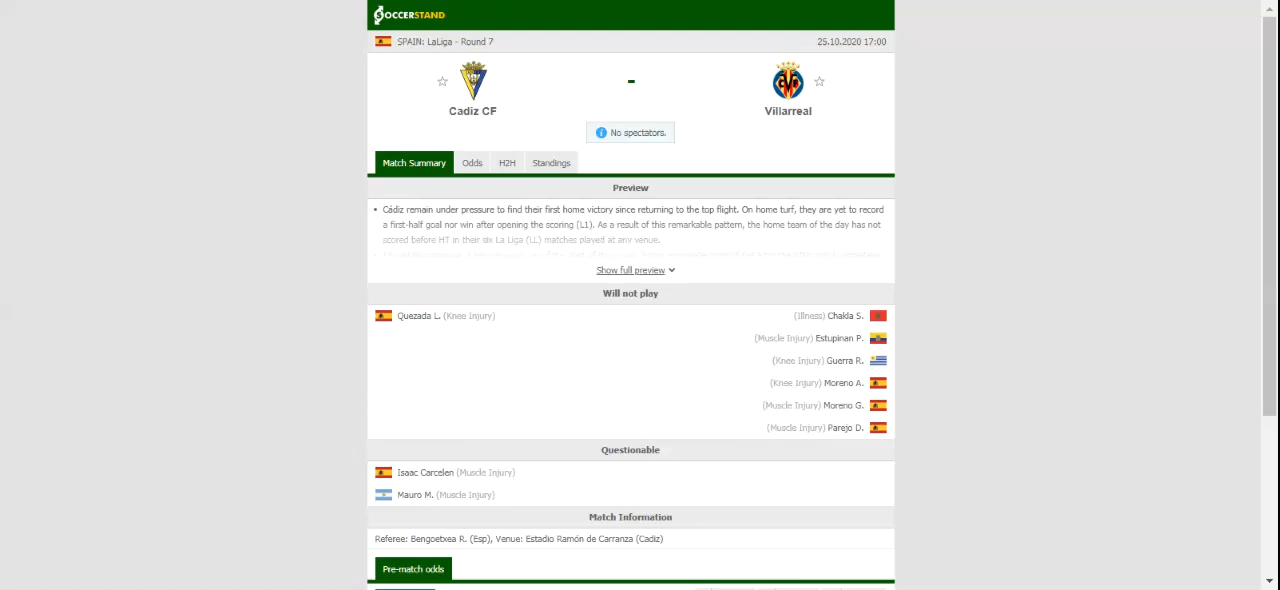 SOCCERSTAND
SPAIN: LaLiga - Round 7 25.10.2020 17:00
-
Cadiz CF Villarreal
No spectators.
Match Summary Odds H2H Standings
Preview
• Cádiz remain under pressure to find their first home victory since returning to the top flight. On home turf, they are yet to record
a first-half goal nor win after opening the scoring (L1). As a result of this remarkable pattern, the home team of the day has not
scored before HT in their six La Liga (LL) matches played at any venue.
Show full preview
Will not play
Quezada L. (Knee Injury) (Illness) Chakla S.
(Muscle Injury) Estupinan P.
(Knee Injury) Guerra R.
(Knee Injury) Moreno A.
(Muscle Injury) Moreno G.
(Muscle Injury) Parejo D.
Questionable
Isaac Carcelen (Muscle Injury)
Mauro M. (Muscle Injury)
Match Information
Referee: Bengoetxea R. (Esp), Venue: Estadio Ramón de Carranza (Cadiz)
Pre-match odds